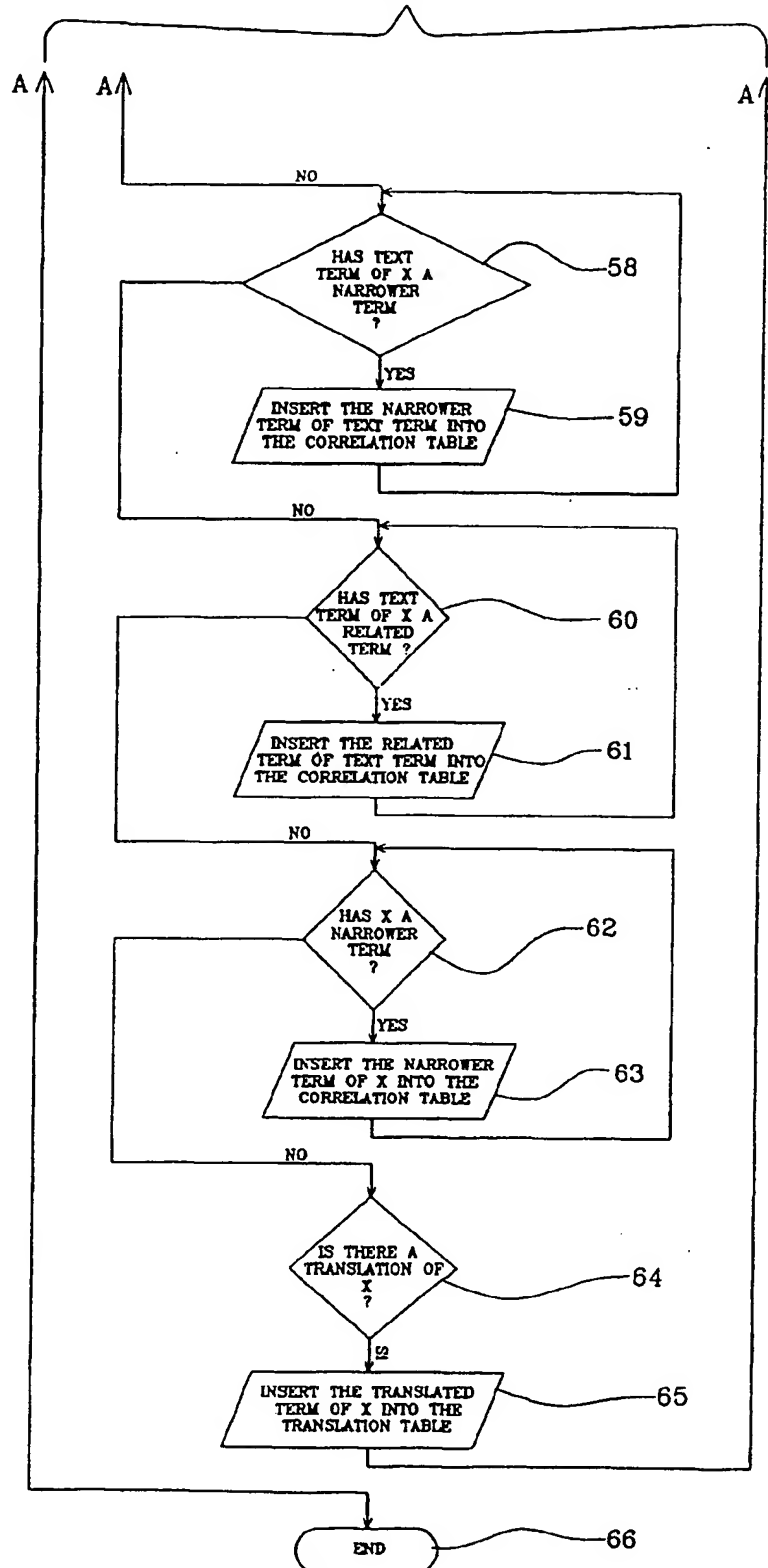 A
A
A
NO
HAS TEXT
TERM OF X A
NARROWER
TERM
?
58
YES
INSERT THE NARROWER
TERM OF TEXT TERM INTO
THE CORRELATION TABLE
59
NO
HAS TEXT
TERM OF X A
RELATED
TERM ?
60
YES
INSERT THE RELATED
TERM OF TEXT TERM INTO
THE CORRELATION TABLE
61
NO
HAS X A
NARROWER
TERM
?
62
YES
INSERT THE NARROWER
TERM OF X INTO THE
CORRELATION TABLE
63
NO
IS THERE A
TRANSLATION OF
X
?
64
IS
INSERT THE TRANSLATED
TERM OF X INTO THE
TRANSLATION TABLE
65
END
66